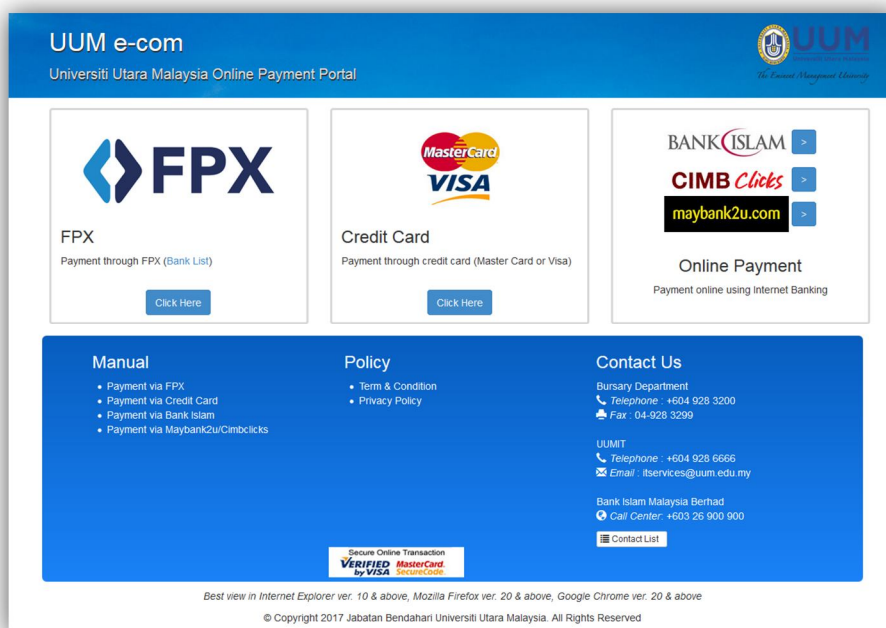 UUM e-com
Universiti Utara Malaysia Online Payment Portal
UUM
Universiti Utara Malaysia
The Eminent Management University
FPX
FPX
Payment through FPX (Bank List)
Click Here
MasterCard
VISA
Credit Card
Payment through credit card (Master Card or Visa)
Click Here
BANK ISLAM >
CIMB Clicks >
maybank2u.com >
Online Payment
Payment online using Internet Banking
Manual
• Payment via FPX
• Payment via Credit Card
• Payment via Bank Islam
• Payment via Maybank2u/Cimbclicks
Policy
• Term & Condition
• Privacy Policy
Contact Us
Bursary Department
Telephone : +604 928 3200
Fax : 04-928 3299
UUMIT
Telephone : +604 928 6666
Email : itservices@uum.edu.my
Bank Islam Malaysia Berhad
Call Center: +603 26 900 900
Contact List
Secure Online Transaction
VERIFIED by VISA
MasterCard. SecureCode.
Best view in Internet Explorer ver. 10 & above, Mozilla Firefox ver. 20 & above, Google Chrome ver. 20 & above
© Copyright 2017 Jabatan Bendahari Universiti Utara Malaysia. All Rights Reserved